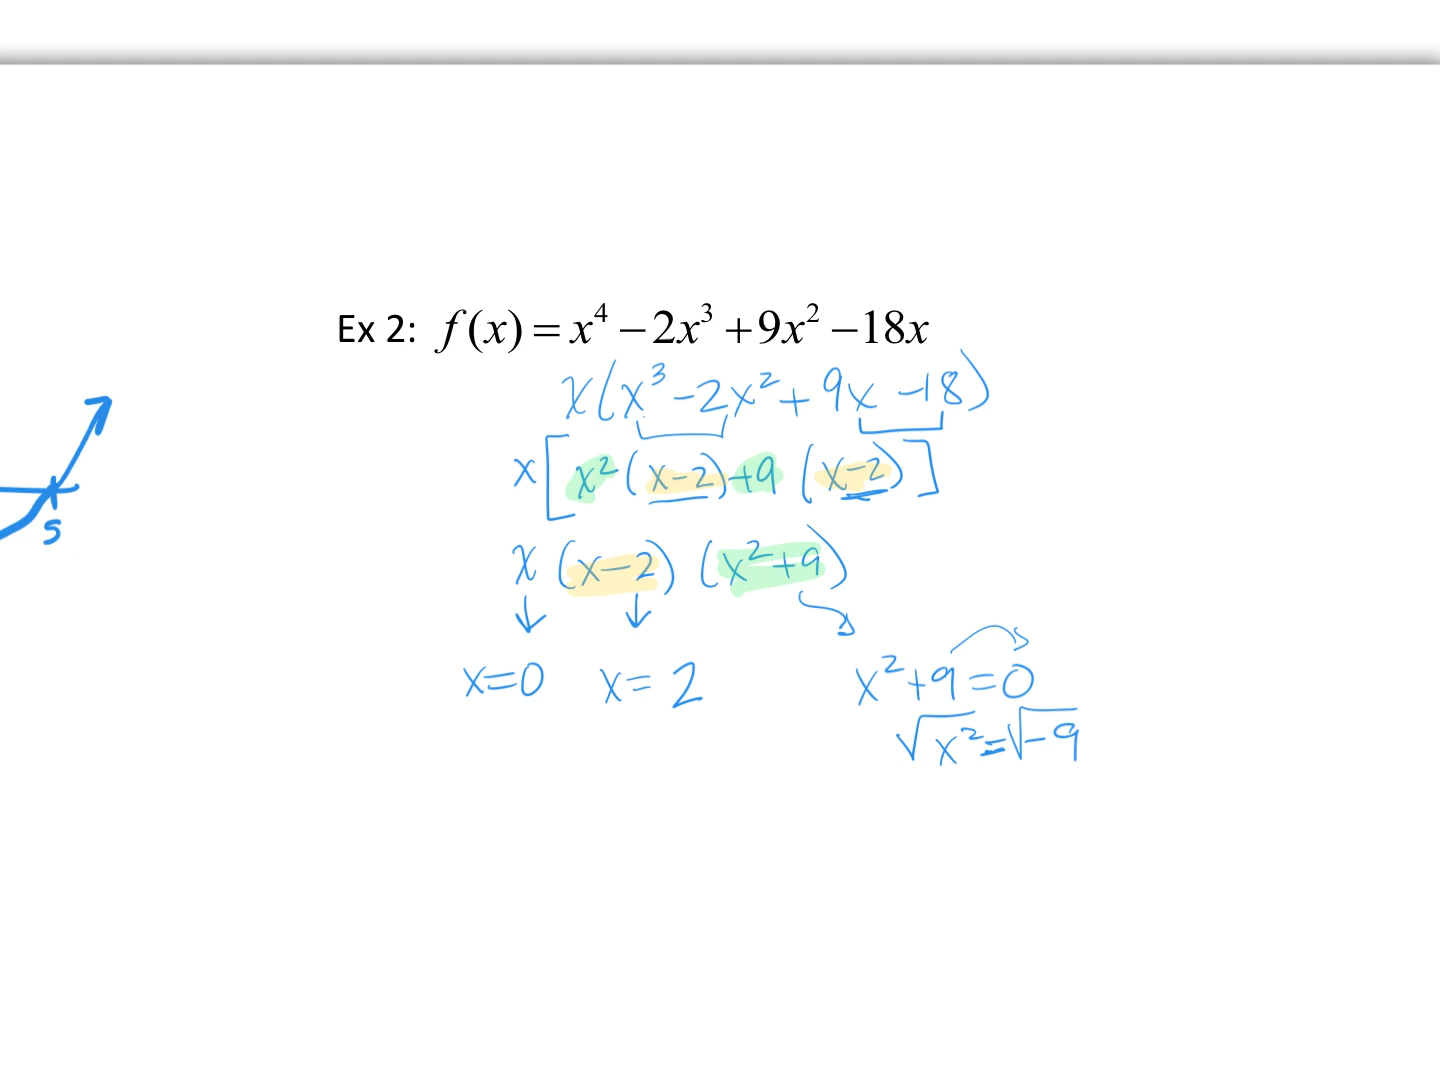 Ex 2: f(x) = x⁴ − 2x³ + 9x² − 18x
x(x³ − 2x² + 9x − 18)
x[x²(x−2)+9(x−2)]
x(x−2)(x²+9)
x=0 x=2 x²+9=0
√x²=√−9
5